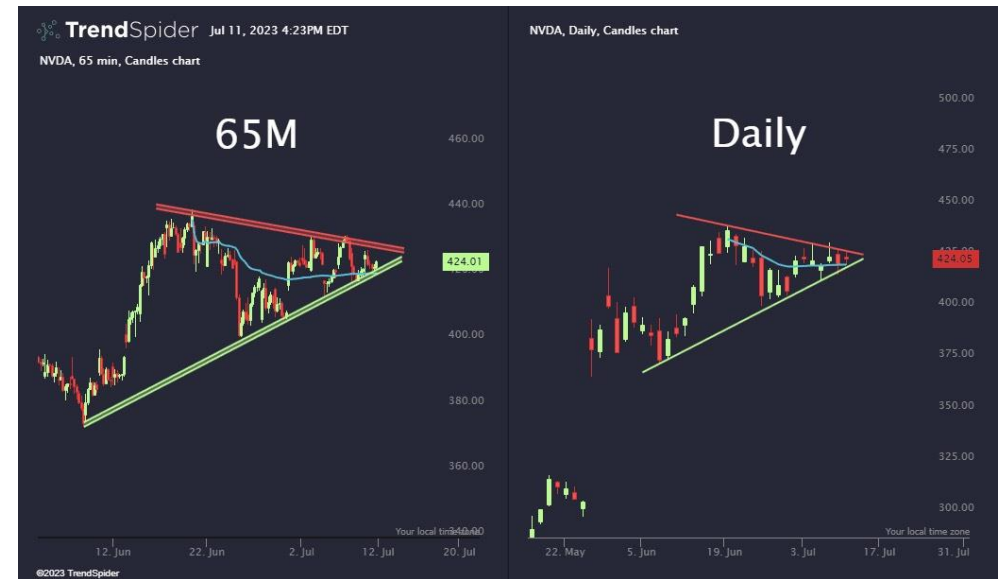 TrendSpider Jul 11, 2023 4:23PM EDT
NVDA, 65 min, Candles chart
65M
460.00
440.00
424.01
400.00
380.00
360.00
340.00
Your local time zone
12. Jun 22. Jun 2. Jul 12. Jul 20. Jul
©2023 TrendSpider
NVDA, Daily, Candles chart
Daily
500.00
475.00
450.00
424.05
400.00
375.00
350.00
325.00
300.00
Your local time zone
22. May 5. Jun 19. Jun 3. Jul 17. Jul 31. Jul